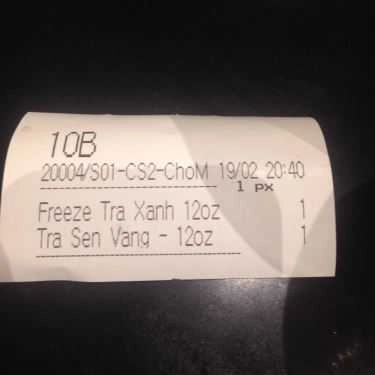 10B
20004/S01-CS2-ChoM 19/02 20:40
1 px
Freeze Tra Xanh 12oz 1
Tra Sen Vang - 12oz 1